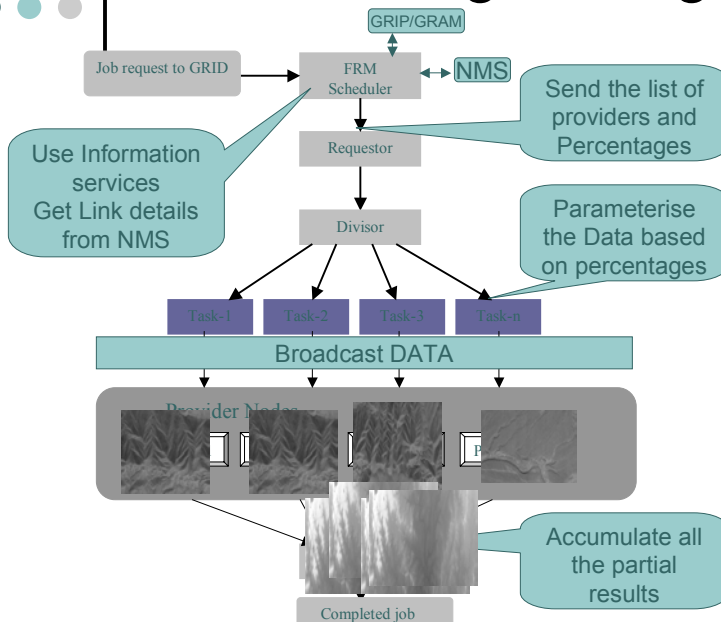 GRIP/GRAM
Job request to GRID
FRM
Scheduler
NMS
Send the list of
providers and
Percentages
Use Information
services
Get Link details
from NMS
Requestor
Parameterise
the Data based
on percentages
Divisor
Task-1
Task-2
Task-3
Task-n
Broadcast DATA
Provider Nodes
Accumulate all
the partial
results
Completed job